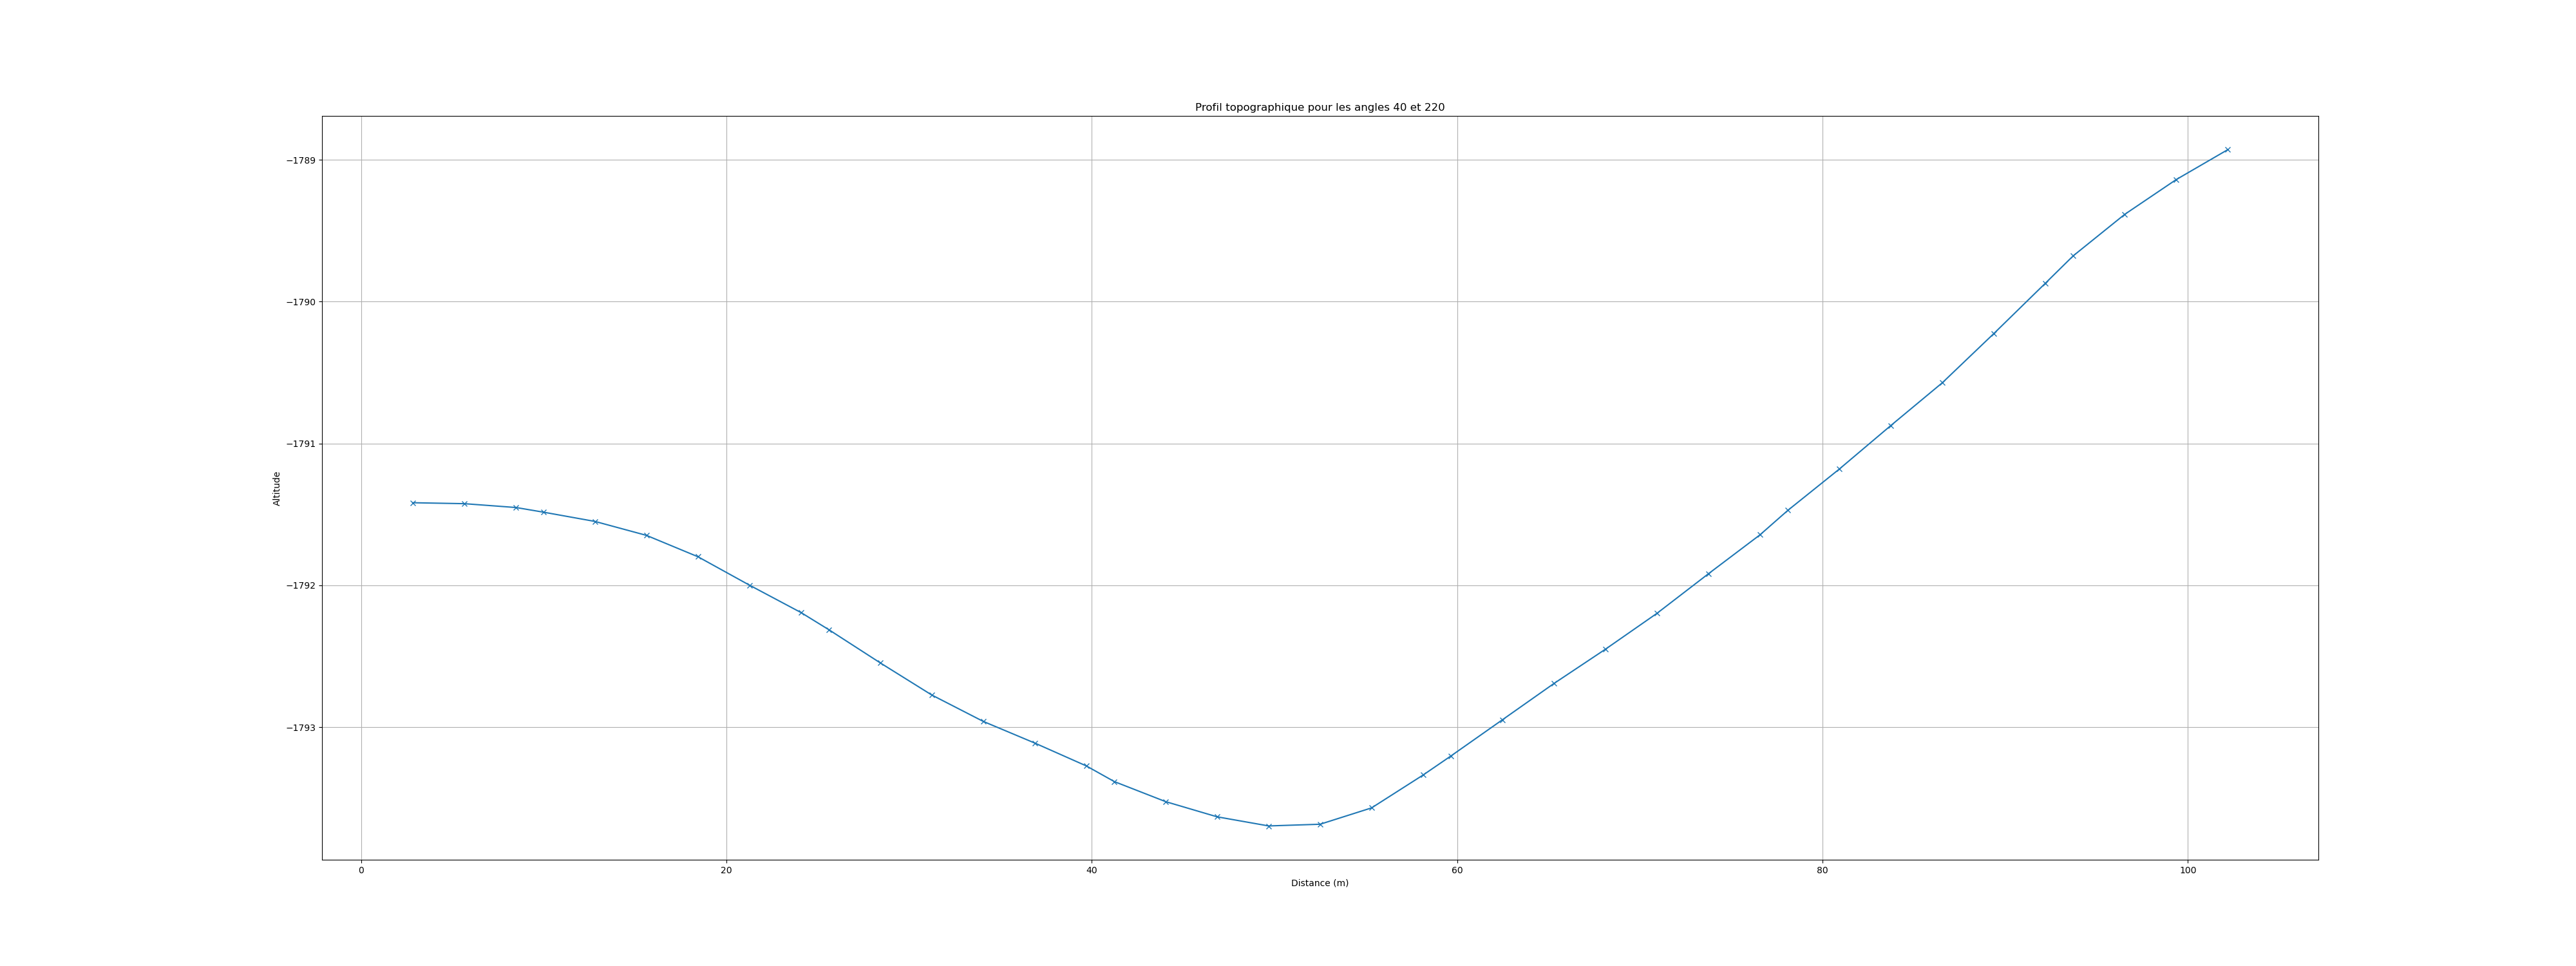 Profil topographique pour les angles 40 et 220
−1789
−1790
−1791
−1792
−1793
Altitude
0 20 40 60 80 100
Distance (m)